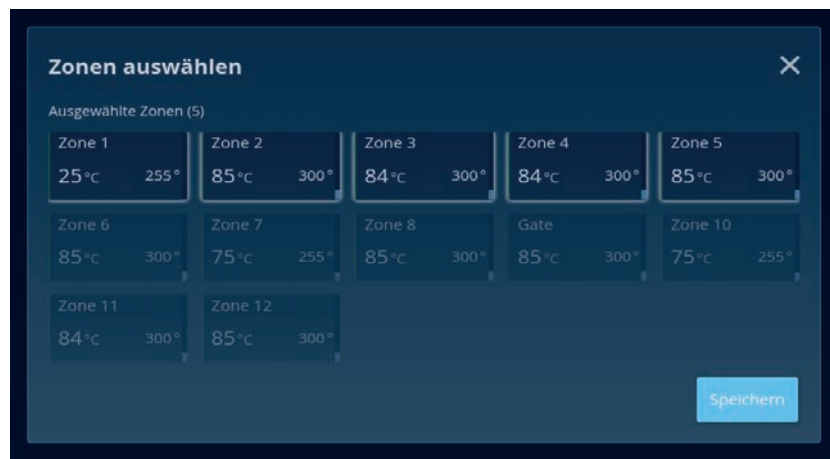 Zonen auswählen
Ausgewählte Zonen (5)
Zone 1 Zone 2 Zone 3 Zone 4 Zone 5
25°C 255° 85°C 300° 84°C 300° 84°C 300° 85°C 300°
Zone 6 Zone 7 Zone 8 Gate Zone 10
85°C 300° 75°C 255° 85°C 300° 85°C 300° 75°C 255°
Zone 11 Zone 12
84°C 300° 85°C 300°
Speichern